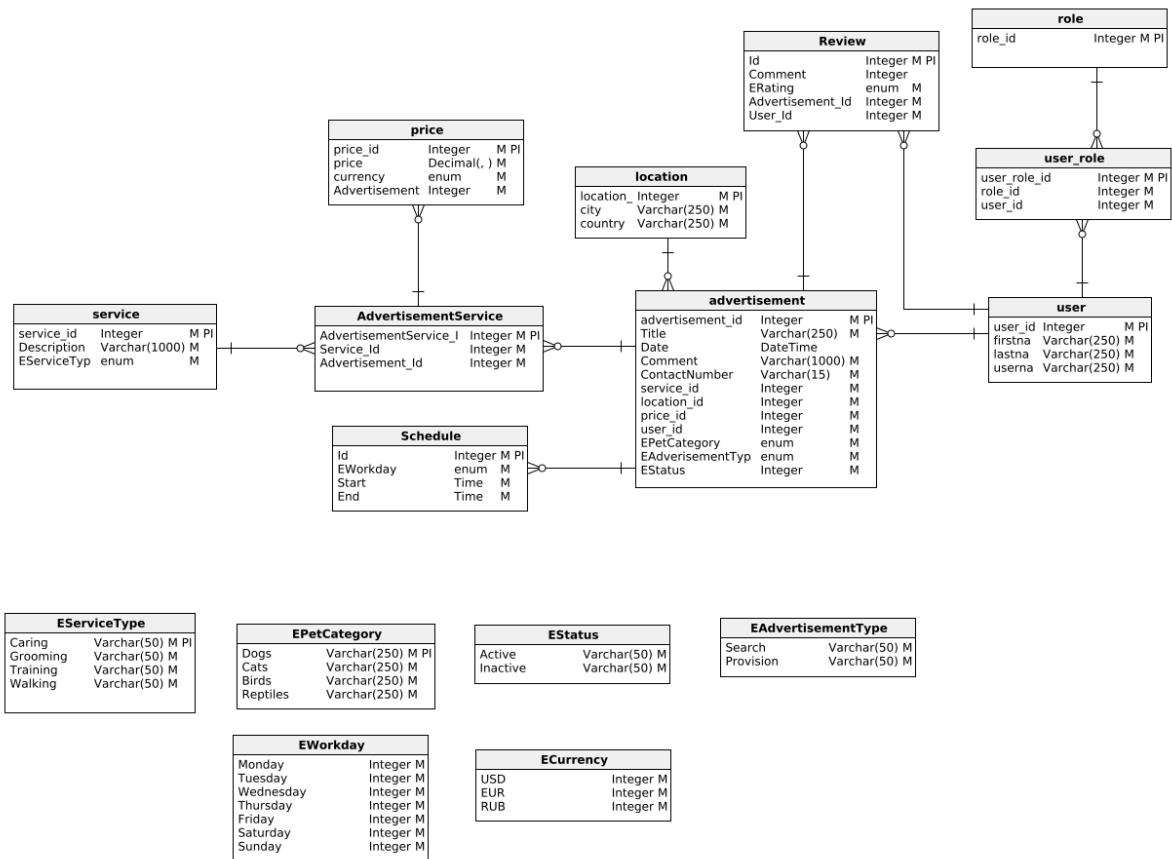 role
role_id Integer M PI
Review
Id Integer M PI
Comment Integer
ERating enum M
Advertisement_Id Integer M
User_Id Integer M
price
price_id Integer M PI
price Decimal(, ) M
currency enum M
Advertisement Integer M
location
location_ Integer M PI
city Varchar(250) M
country Varchar(250) M
user_role
user_role_id Integer M PI
role_id Integer M
user_id Integer M
service
service_id Integer M PI
Description Varchar(1000) M
EServiceTyp enum M
AdvertisementService
AdvertisementService_I Integer M PI
Service_Id Integer M
Advertisement_Id Integer M
advertisement
advertisement_id Integer M PI
Title Varchar(250) M
Date DateTime
Comment Varchar(1000) M
ContactNumber Varchar(15) M
service_id Integer M
location_id Integer M
price_id Integer M
user_id Integer M
EPetCategory enum M
EAdverisementTyp enum M
EStatus Integer M
user
user_id Integer M PI
firstna Varchar(250) M
lastna Varchar(250) M
userna Varchar(250) M
Schedule
Id Integer M PI
EWorkday enum M
Start Time M
End Time M
EServiceType
Caring Varchar(50) M PI
Grooming Varchar(50) M
Training Varchar(50) M
Walking Varchar(50) M
EPetCategory
Dogs Varchar(250) M PI
Cats Varchar(250) M
Birds Varchar(250) M
Reptiles Varchar(250) M
EStatus
Active Varchar(50) M
Inactive Varchar(50) M
EAdvertisementType
Search Varchar(50) M
Provision Varchar(50) M
EWorkday
Monday Integer M
Tuesday Integer M
Wednesday Integer M
Thursday Integer M
Friday Integer M
Saturday Integer M
Sunday Integer M
ECurrency
USD Integer M
EUR Integer M
RUB Integer M